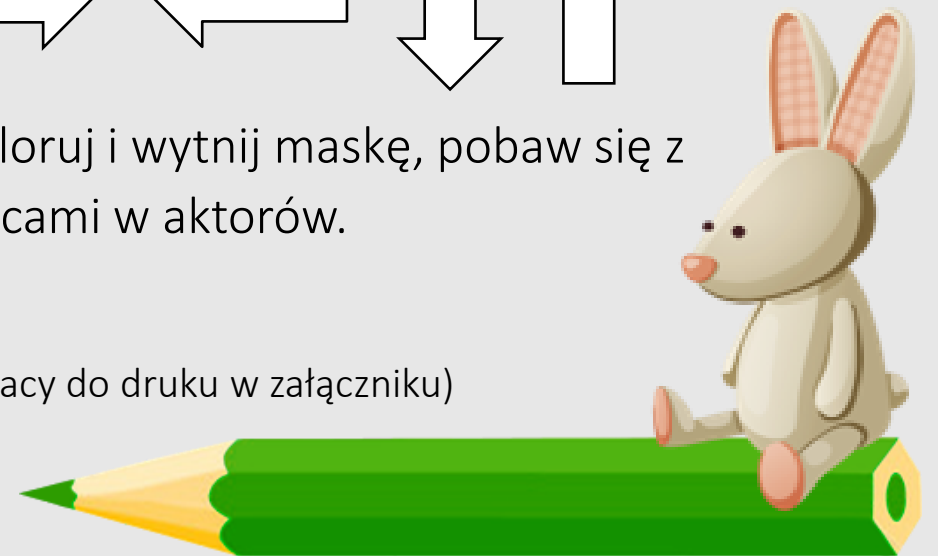 loruj i wytnij maskę, pobaw się z
cami w aktorów.
acy do druku w załączniku)